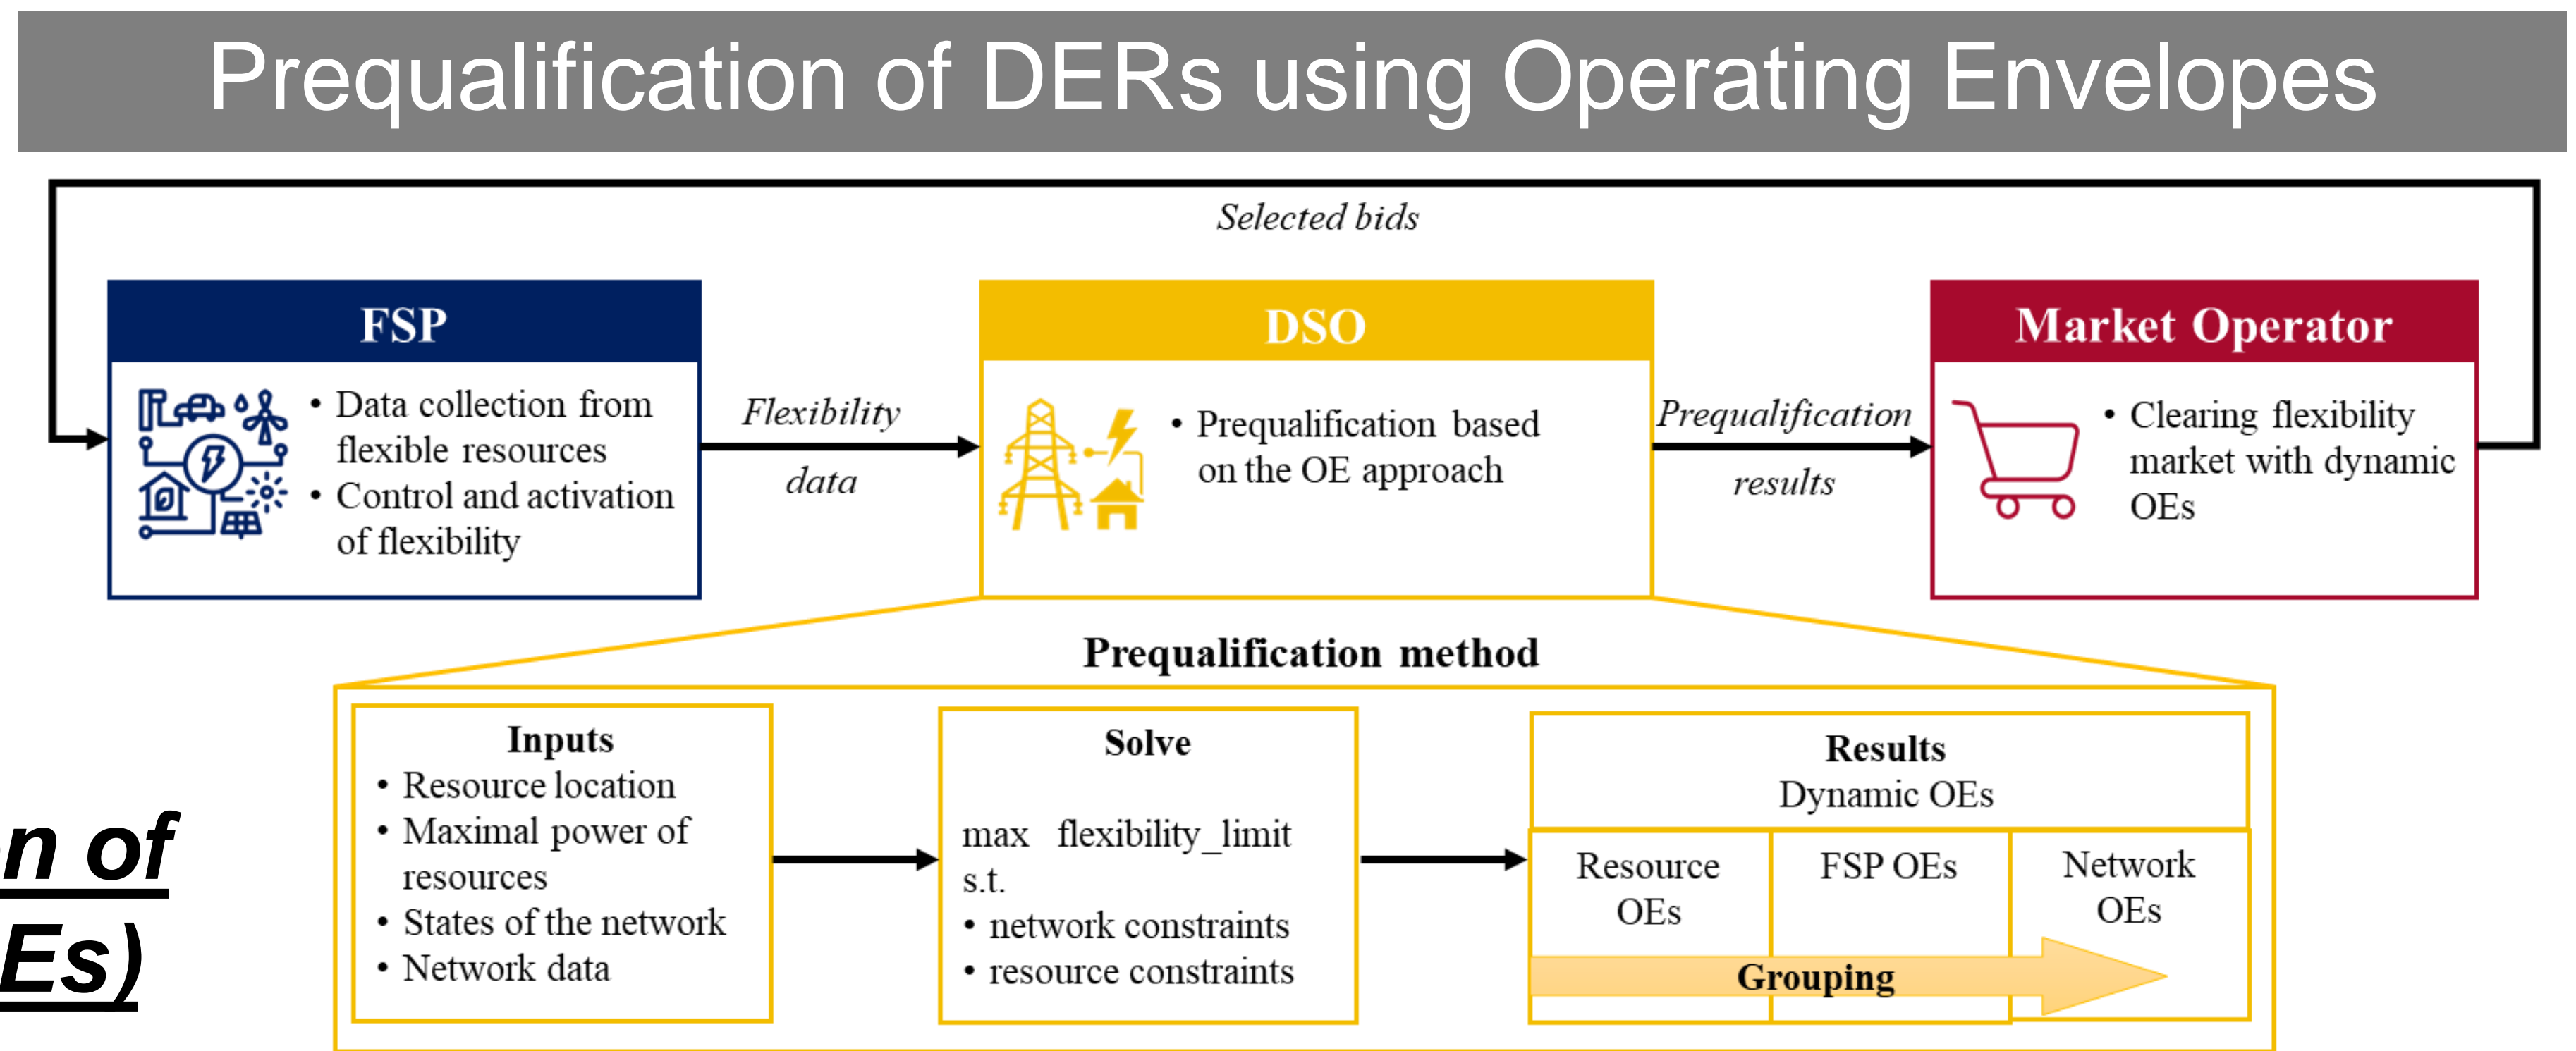 Prequalification of DERs using Operating Envelopes
Selected bids
FSP
• Data collection from
flexible resources
• Control and activation
of flexibility
Flexibility
data
DSO
• Prequalification based
on the OE approach
Prequalification
results
Market Operator
• Clearing flexibility
market with dynamic
OEs
Prequalification method
Inputs
• Resource location
• Maximal power of
resources
• States of the network
• Network data
Solve
max flexibility_limit
s.t.
• network constraints
• resource constraints
Results
Dynamic OEs
Resource
OEs
FSP OEs
Network
OEs
Grouping
n of
Es)